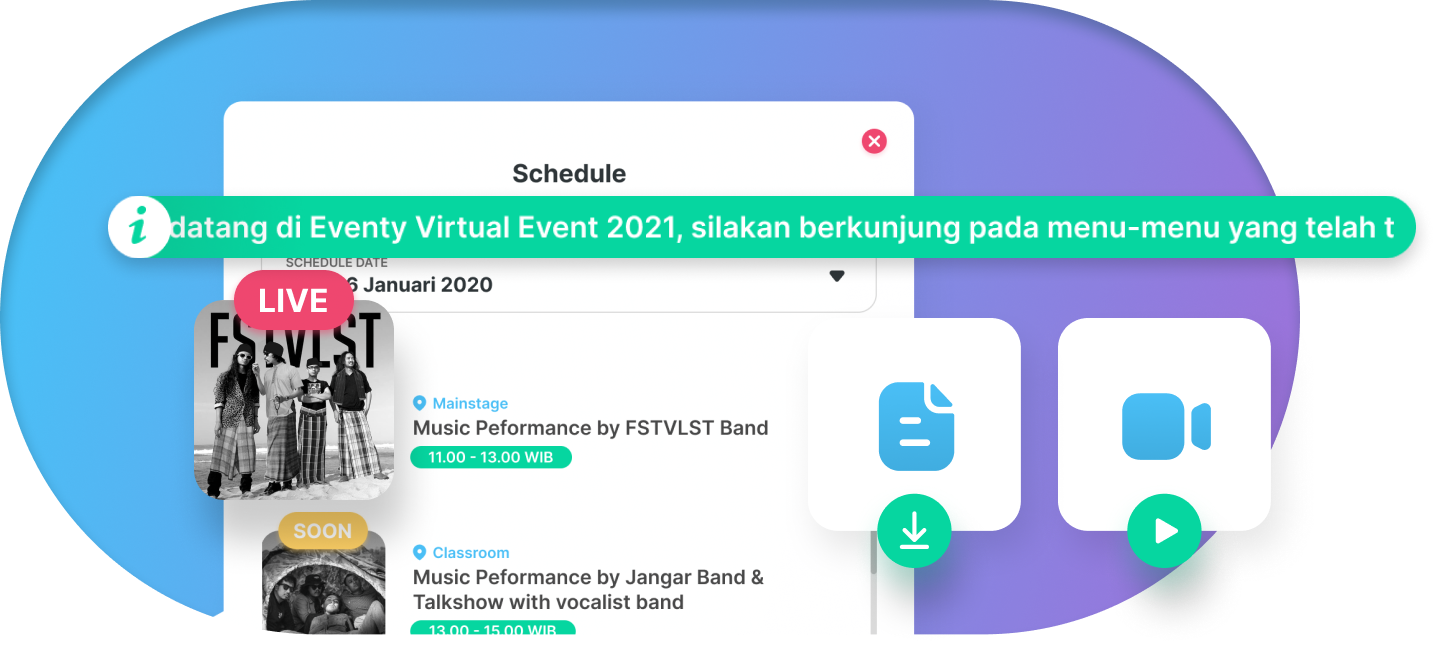 Schedule
datang di Eventy Virtual Event 2021, silakan berkunjung pada menu-menu yang telah t
SCHEDULE DATE
6 Januari 2020
LIVE
FSTVLST
Mainstage
Music Peformance by FSTVLST Band
11.00 - 13.00 WIB
SOON
Classroom
Music Peformance by Jangar Band &
Talkshow with vocalist band
13.00 - 15.00 WIB